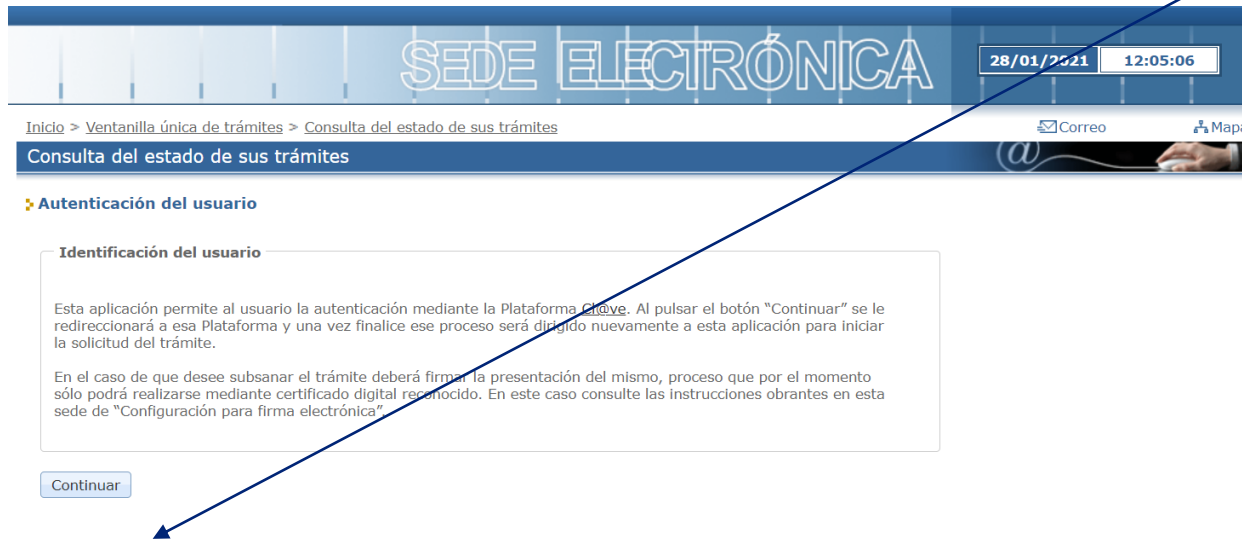 SEDE ELECTRÓNICA
28/01/2021 12:05:06
Inicio > Ventanilla única de trámites > Consulta del estado de sus trámites
Correo
Mapa
Consulta del estado de sus trámites
@
Autenticación del usuario
Identificación del usuario
Esta aplicación permite al usuario la autenticación mediante la Plataforma Cl@ve. Al pulsar el botón “Continuar” se le
redireccionará a esa Plataforma y una vez finalice ese proceso será dirigido nuevamente a esta aplicación para iniciar
la solicitud del trámite.
En el caso de que desee subsanar el trámite deberá firmar la presentación del mismo, proceso que por el momento
sólo podrá realizarse mediante certificado digital reconocido. En este caso consulte las instrucciones obrantes en esta
sede de “Configuración para firma electrónica”.
Continuar